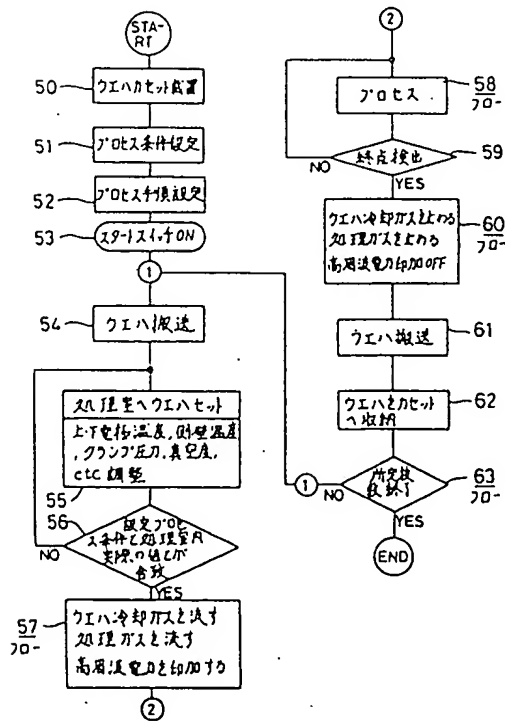 STA-
RT
50
ウエハカセット載置
51
プロセス条件設定
52
プロセス手順設定
53
スタートスイッチON
1
54
ウエハ搬送
処理室へウエハセット
上下電極温度,側壁温度
,クランプ圧力,真空度,
etc 調整
55
56
設定プロセ
ス条件と処理室内
実際の値とが
合致
NO
YES
57
フロー
ウエハ冷却ガスを流す
処理ガスを流す
高周波電力を印加する
2
2
58
フロー
プロセス
59
終点検出
NO
YES
60
フロー
ウエハ冷却ガスを止める
処理ガスを止める
高周波電力印加OFF
61
ウエハ搬送
62
ウエハをカセット
へ収納
63
フロー
所定枚
数終了
1
NO
YES
END